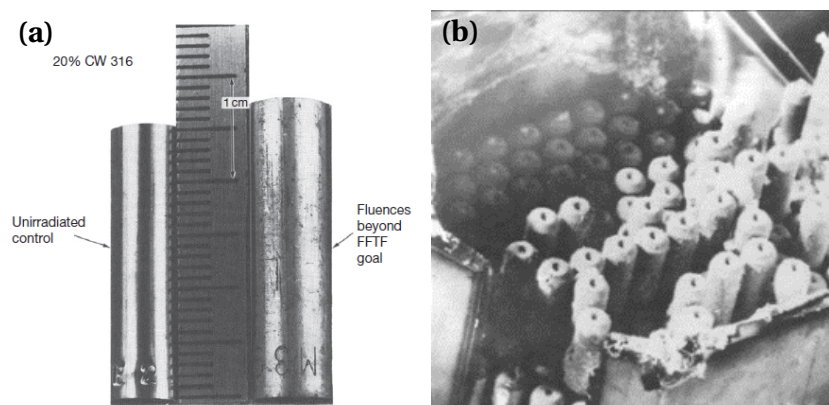 (a)
20% CW 316
1 cm
Unirradiated
control
Fluences
beyond
FFTF
goal
(b)